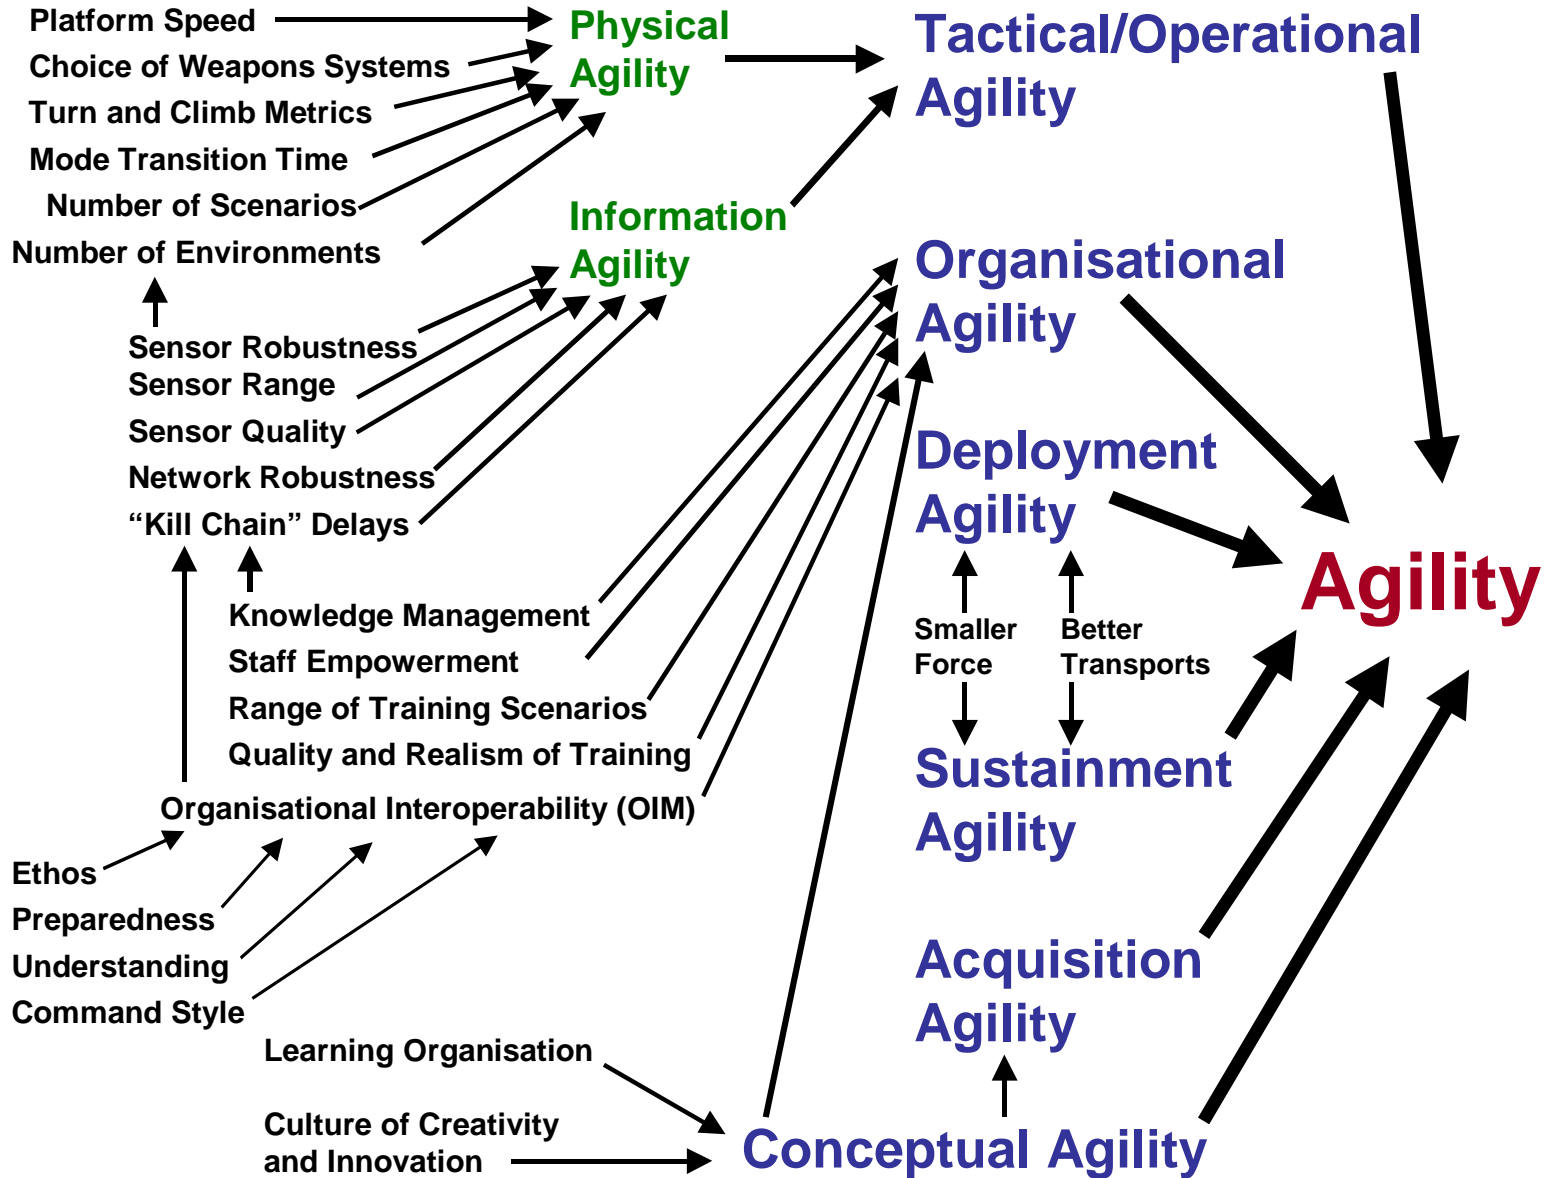 Platform Speed
Choice of Weapons Systems
Turn and Climb Metrics
Mode Transition Time
Number of Scenarios
Number of Environments
Physical
Agility
Information
Agility
Tactical/Operational
Agility
Sensor Robustness
Sensor Range
Sensor Quality
Network Robustness
“Kill Chain” Delays
Organisational
Agility
Deployment
Agility
Knowledge Management
Staff Empowerment
Range of Training Scenarios
Quality and Realism of Training
Organisational Interoperability (OIM)
Smaller
Force
Better
Transports
Agility
Sustainment
Agility
Ethos
Preparedness
Understanding
Command Style
Acquisition
Agility
Learning Organisation
Culture of Creativity
and Innovation
Conceptual Agility